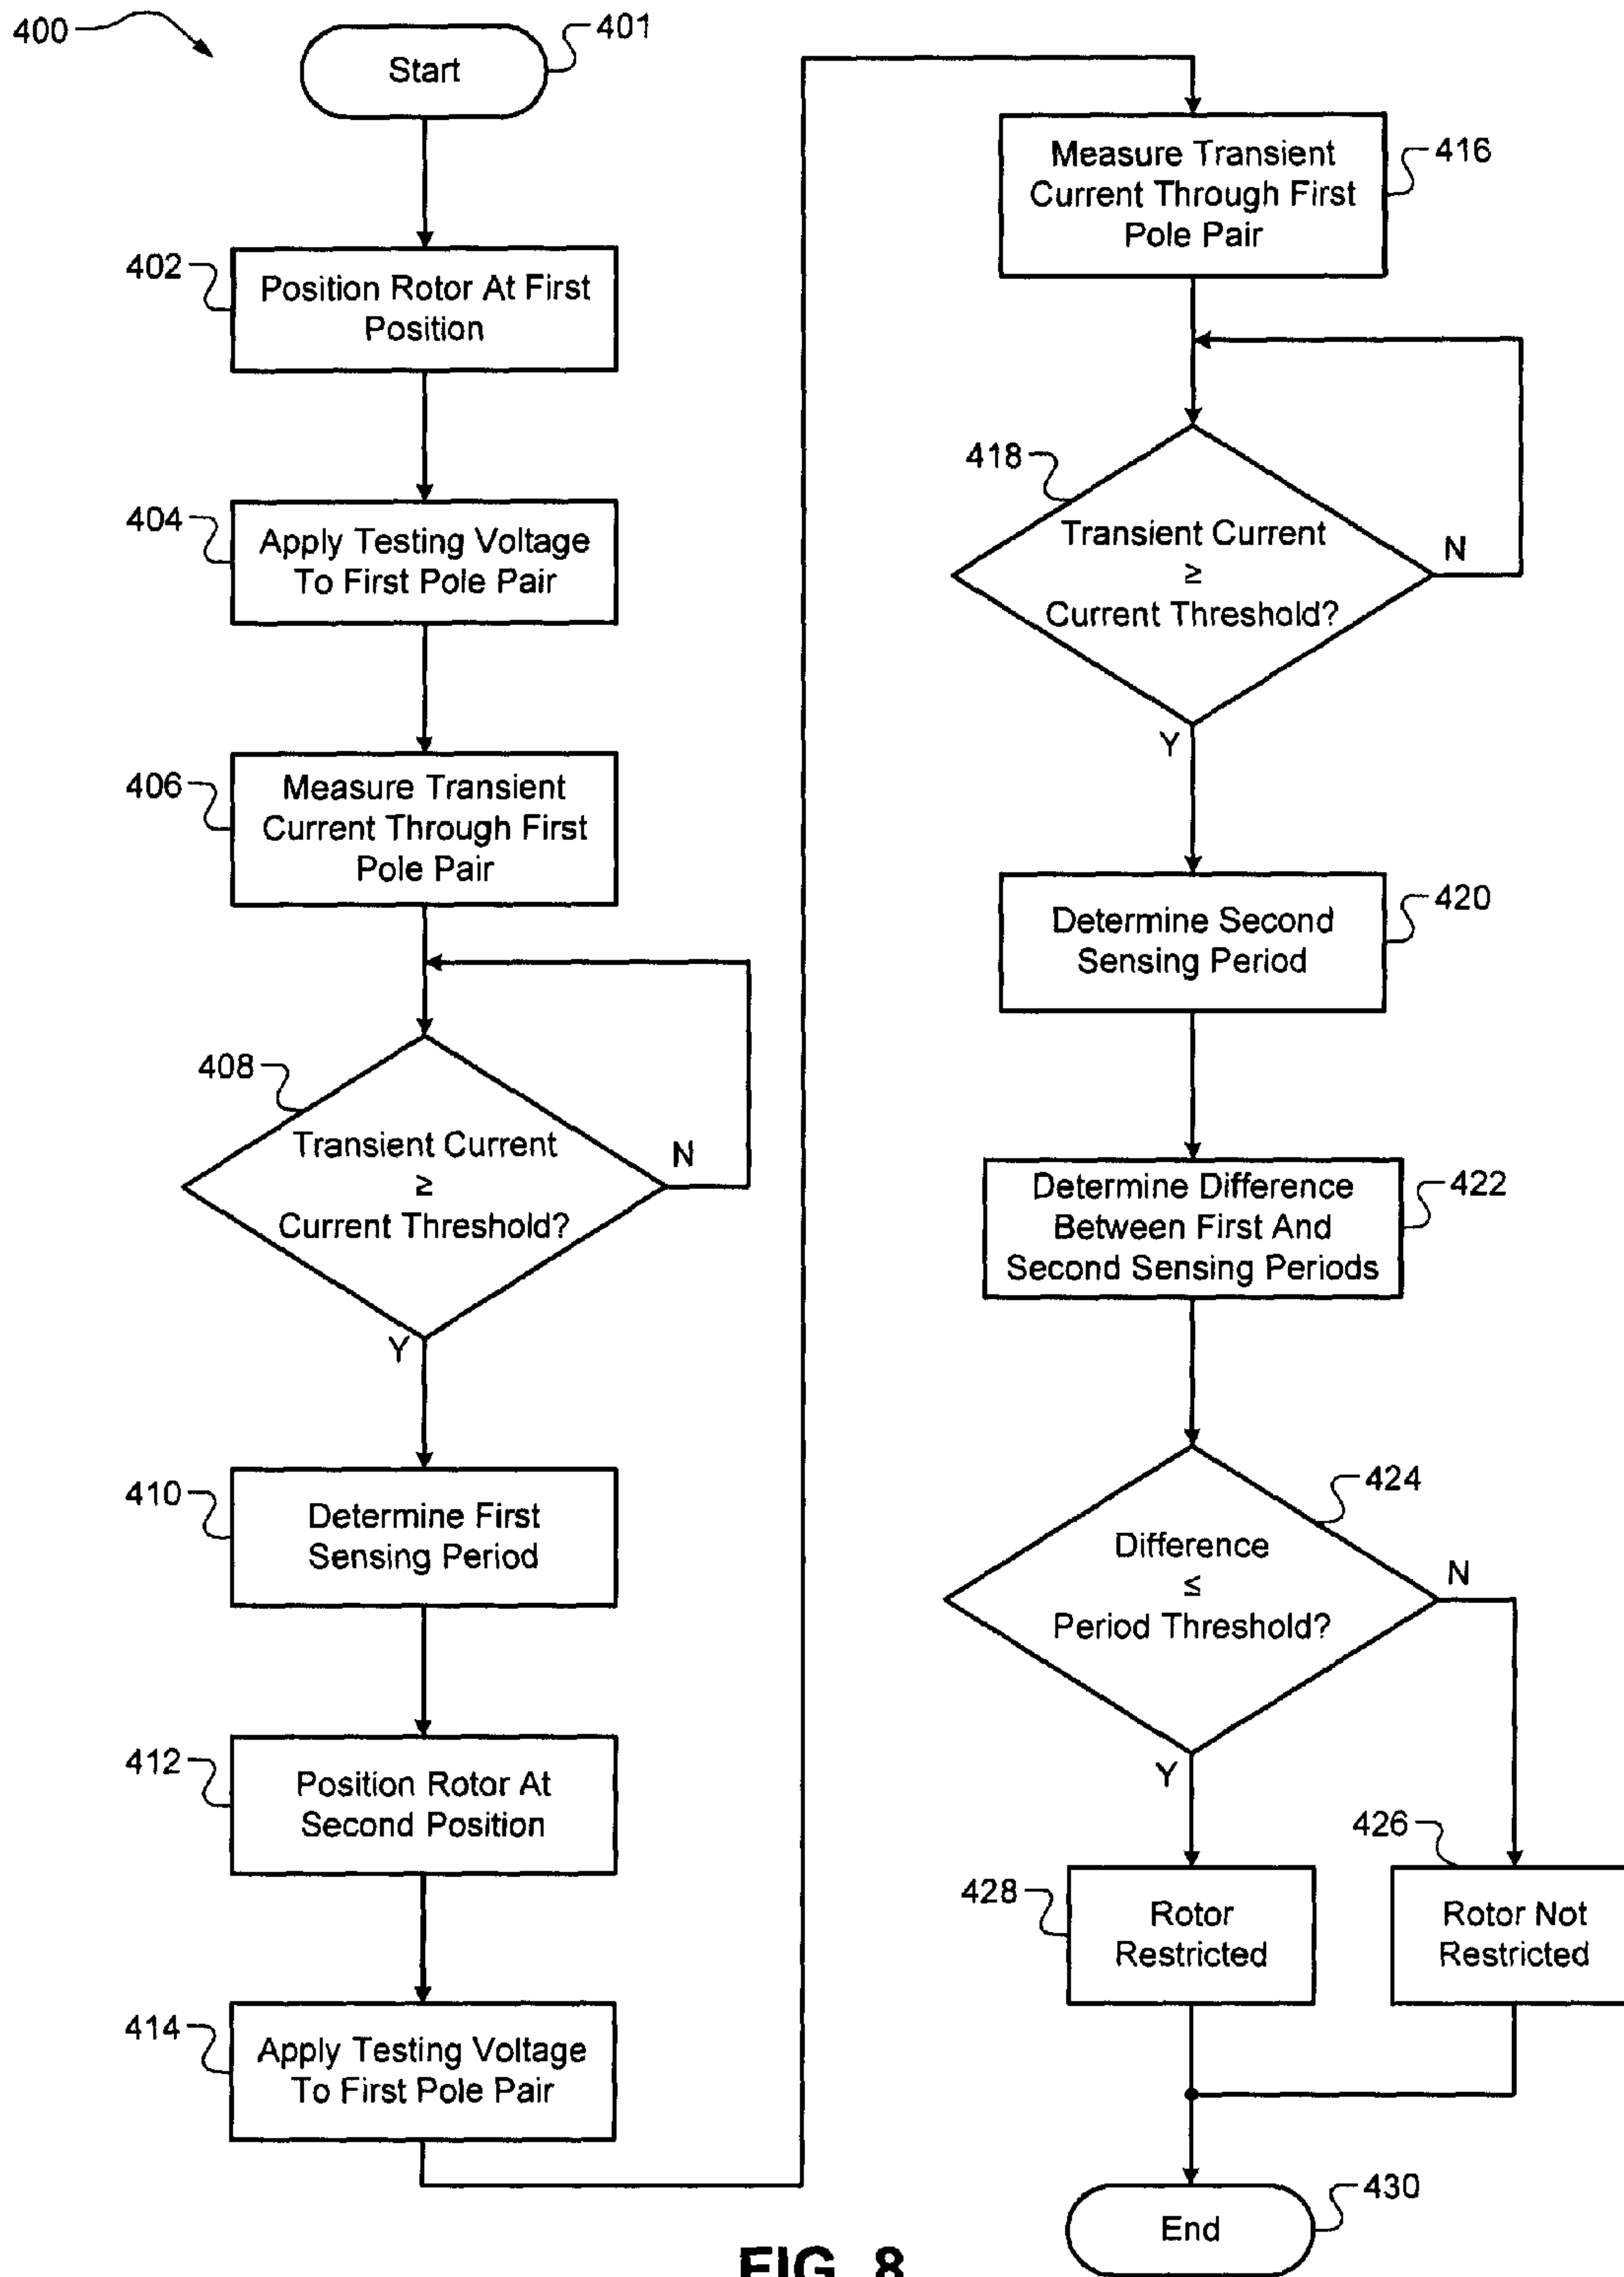 400
Start
401
402
Position Rotor At First
Position
404
Apply Testing Voltage
To First Pole Pair
406
Measure Transient
Current Through First
Pole Pair
408
Transient Current
≥
Current Threshold?
N
Y
410
Determine First
Sensing Period
412
Position Rotor At
Second Position
414
Apply Testing Voltage
To First Pole Pair
416
Measure Transient
Current Through First
Pole Pair
418
Transient Current
≥
Current Threshold?
N
Y
420
Determine Second
Sensing Period
422
Determine Difference
Between First And
Second Sensing Periods
424
Difference
≤
Period Threshold?
N
Y
426
Rotor Not
Restricted
428
Rotor
Restricted
430
End
FIG. 8